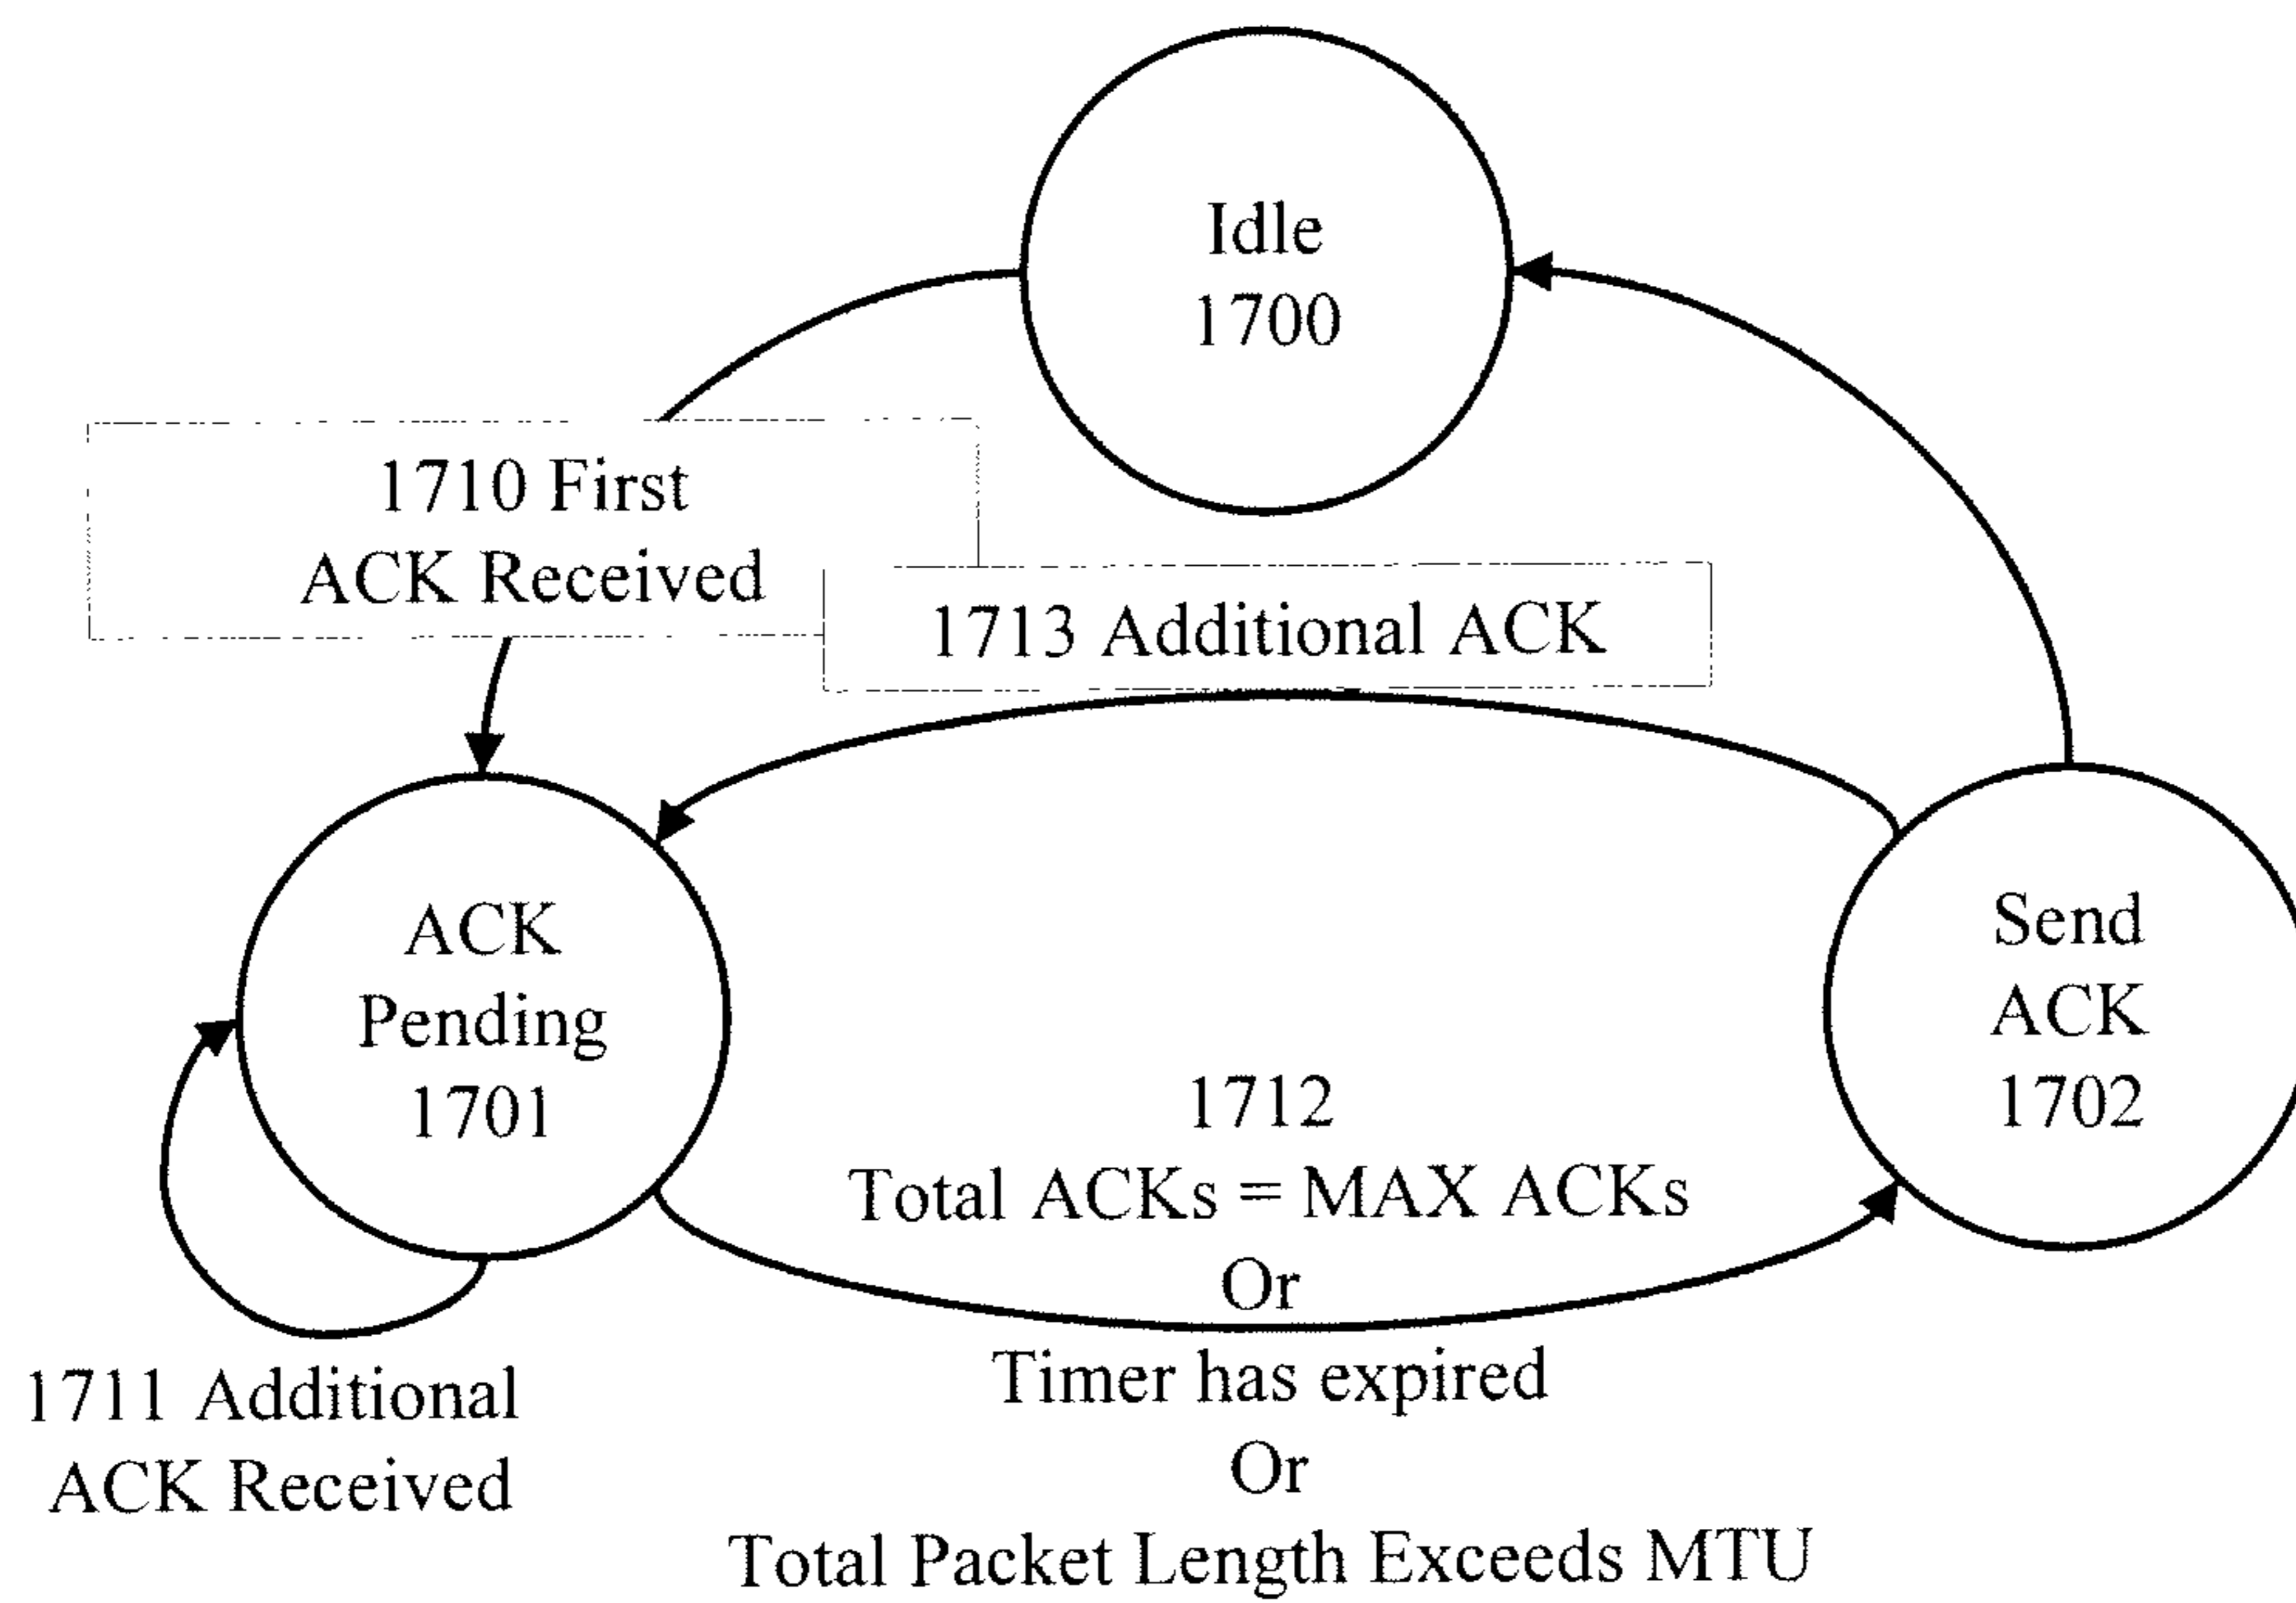 Idle
1700
1710 First
ACK Received
1713 Additional ACK
ACK
Pending
1701
Send
ACK
1702
1712
Total ACKs = MAX ACKs
Or
Timer has expired
Or
Total Packet Length Exceeds MTU
1711 Additional
ACK Received